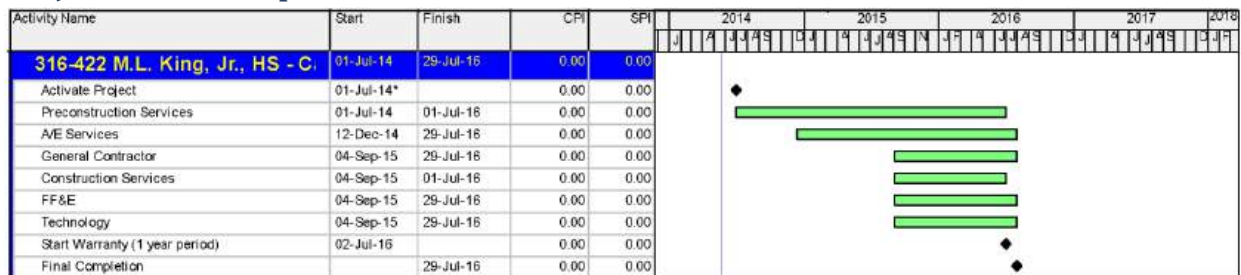 Activity Name Start Finish CPI SPI 2014 2015 2016 2017 2018
316-422 M.L. King, Jr., HS - C 01-Jul-14 29-Jul-16 0.00 0.00
Activate Project 01-Jul-14* 0.00 0.00
Preconstruction Services 01-Jul-14 01-Jul-16 0.00 0.00
A/E Services 12-Dec-14 29-Jul-16 0.00 0.00
General Contractor 04-Sep-15 29-Jul-16 0.00 0.00
Construction Services 04-Sep-15 01-Jul-16 0.00 0.00
FF&E 04-Sep-15 29-Jul-16 0.00 0.00
Technology 04-Sep-15 29-Jul-16 0.00 0.00
Start Warranty (1 year period) 02-Jul-16 0.00 0.00
Final Completion 29-Jul-16 0.00 0.00